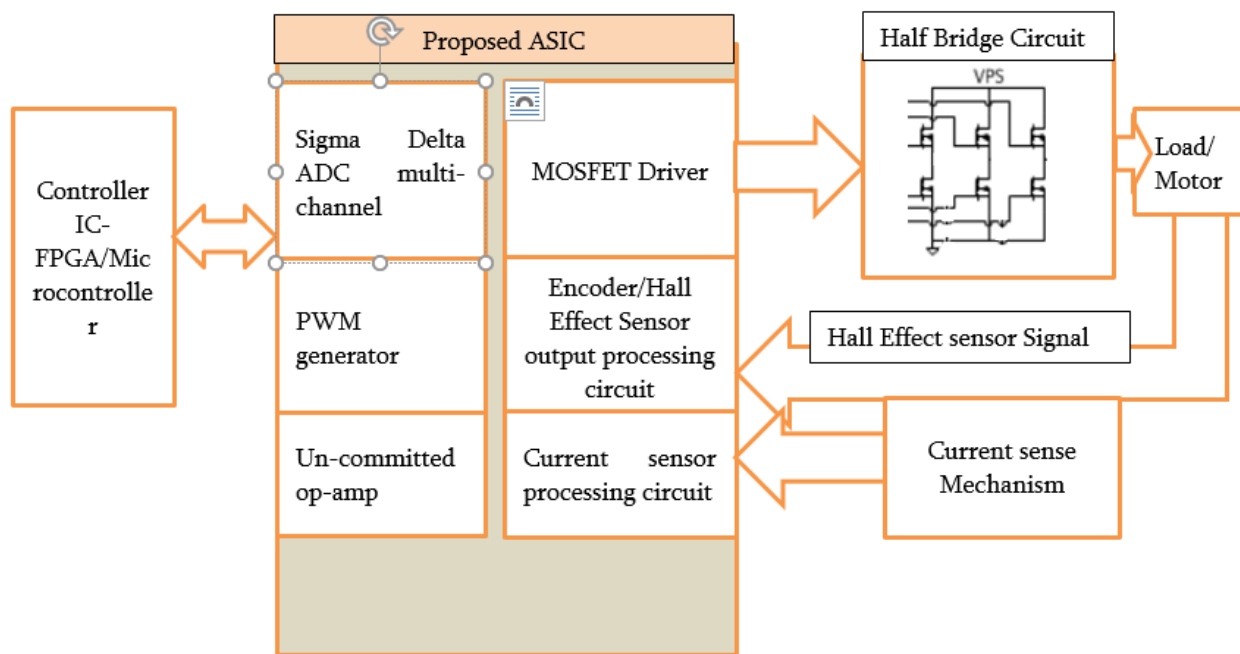 Proposed ASIC
Half Bridge Circuit
VPS
Controller
IC-
FPGA/Mic
rocontrolle
r
Sigma Delta
ADC multi-
channel
MOSFET Driver
Load/
Motor
PWM
generator
Encoder/Hall
Effect Sensor
output processing
circuit
Hall Effect sensor Signal
Un-committed
op-amp
Current sensor
processing circuit
Current sense
Mechanism